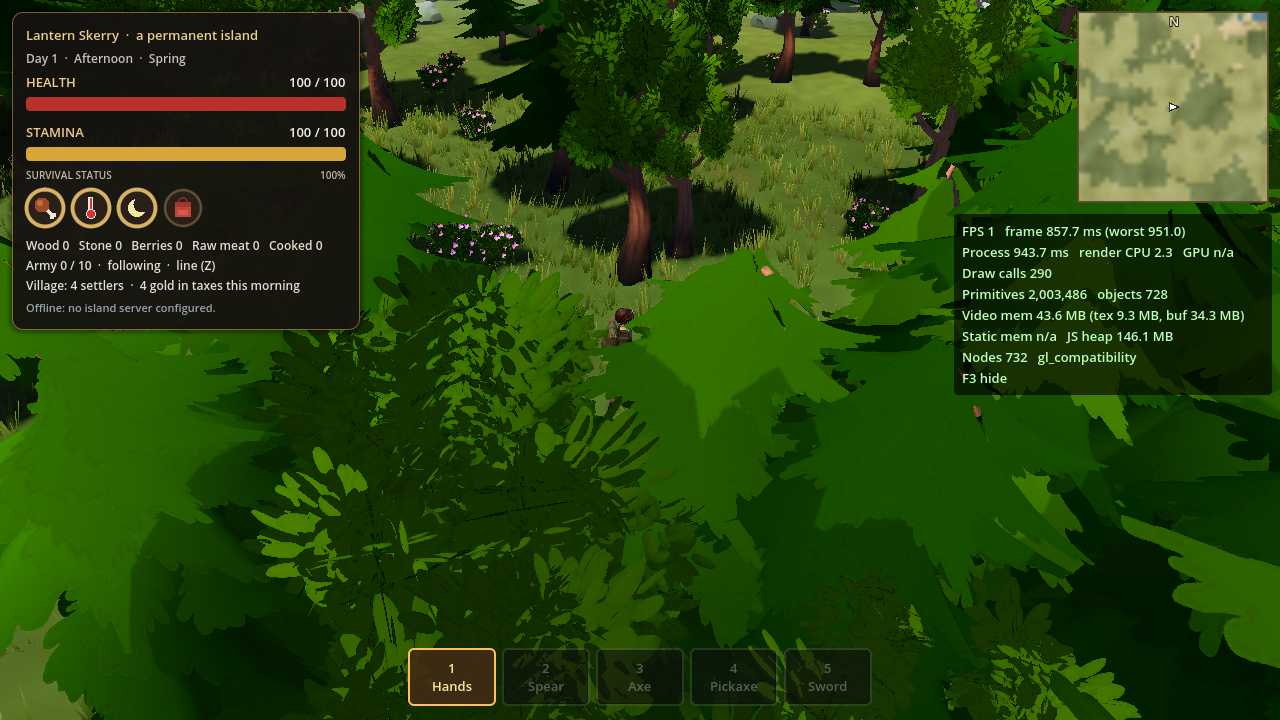 Lantern Skerry · a permanent island
Day 1 · Afternoon · Spring
HEALTH 100 / 100
STAMINA 100 / 100
SURVIVAL STATUS 100%
Wood 0 Stone 0 Berries 0 Raw meat 0 Cooked 0
Army 0 / 10 · following · line (Z)
Village: 4 settlers · 4 gold in taxes this morning
Offline: no island server configured.
N
FPS 1 frame 857.7 ms (worst 951.0)
Process 943.7 ms render CPU 2.3 GPU n/a
Draw calls 290
Primitives 2,003,486 objects 728
Video mem 43.6 MB (tex 9.3 MB, buf 34.3 MB)
Static mem n/a JS heap 146.1 MB
Nodes 732 gl_compatibility
F3 hide
1 2 3 4 5
Hands Spear Axe Pickaxe Sword